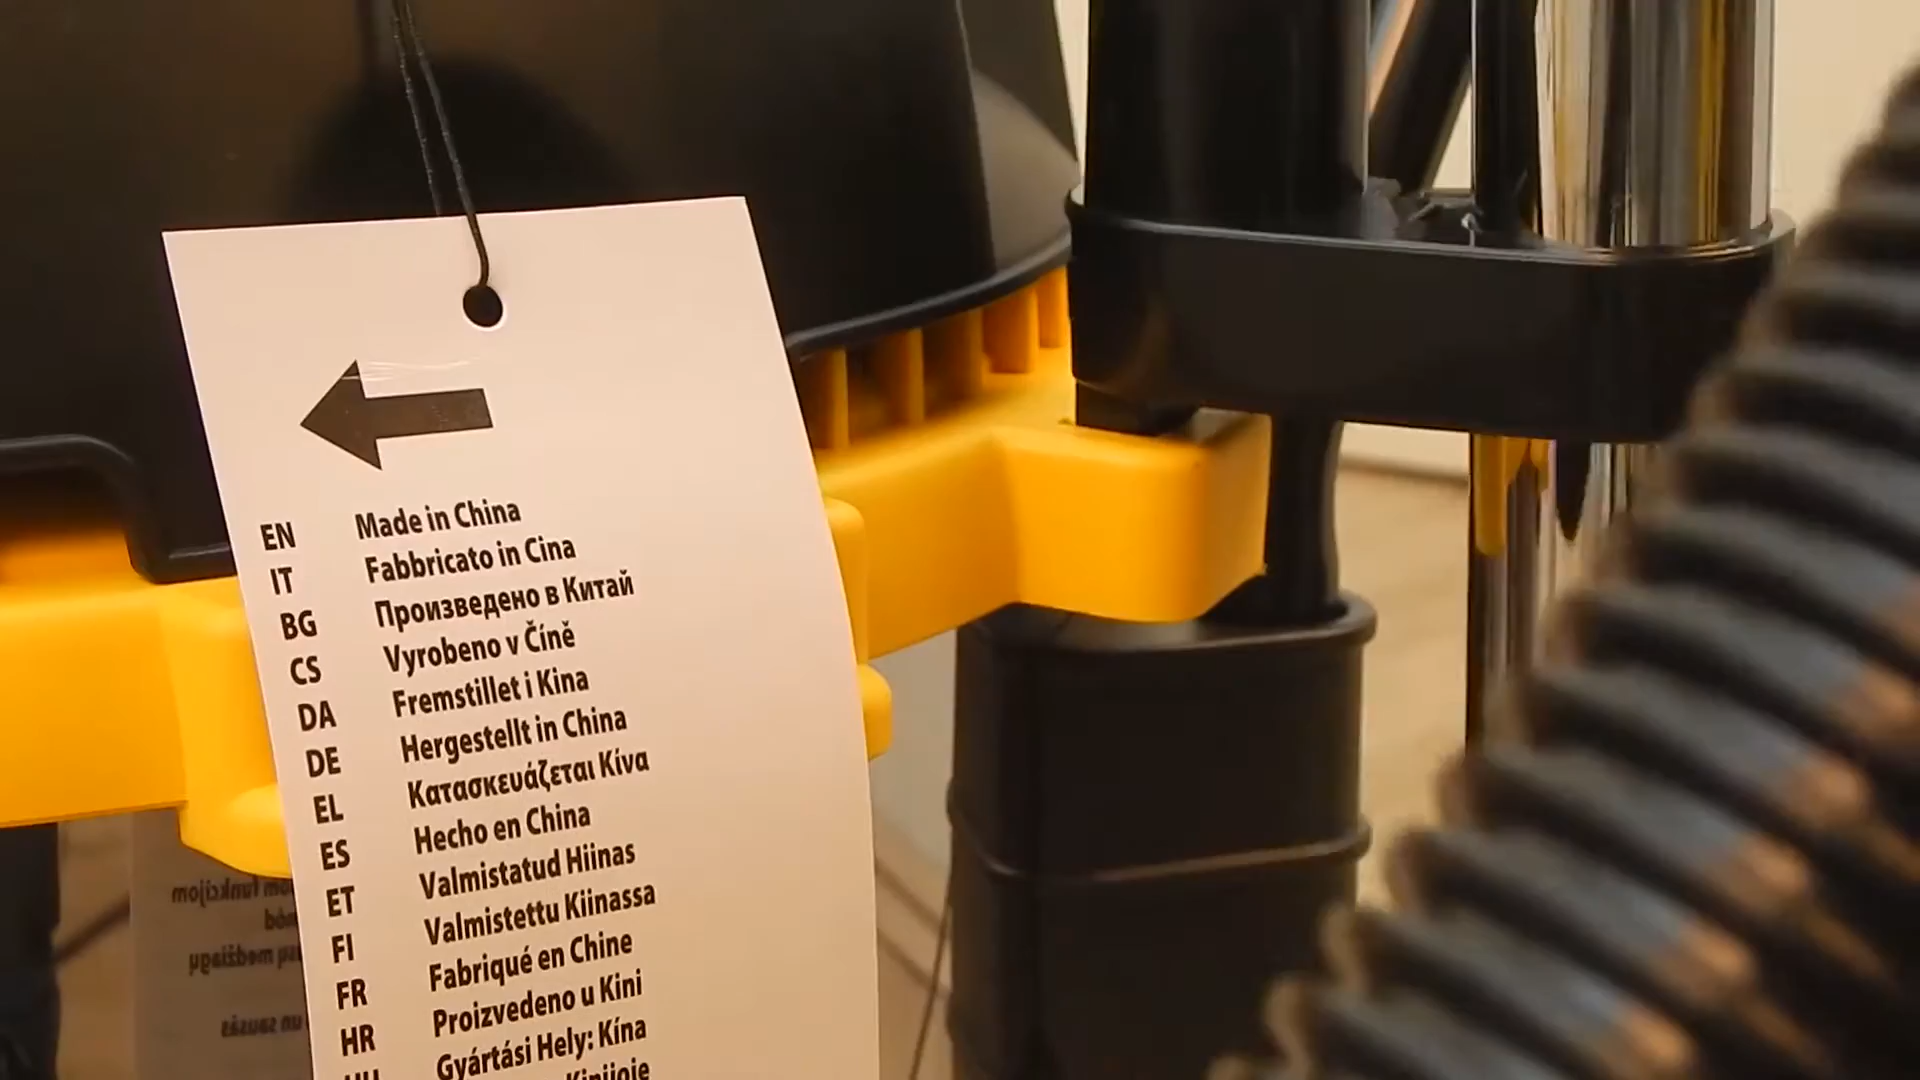 EN Made in China
IT Fabbricato in Cina
BG Произведено в Китай
CS Vyrobeno v Číně
DA Fremstillet i Kina
DE Hergestellt in China
EL Κατασκευάζεται Κίνα
ES Hecho en China
ET Valmistatud Hiinas
FI Valmistettu Kiinassa
FR Fabriqué en Chine
HR Proizvedeno u Kini
HU Gyártási Hely: Kína